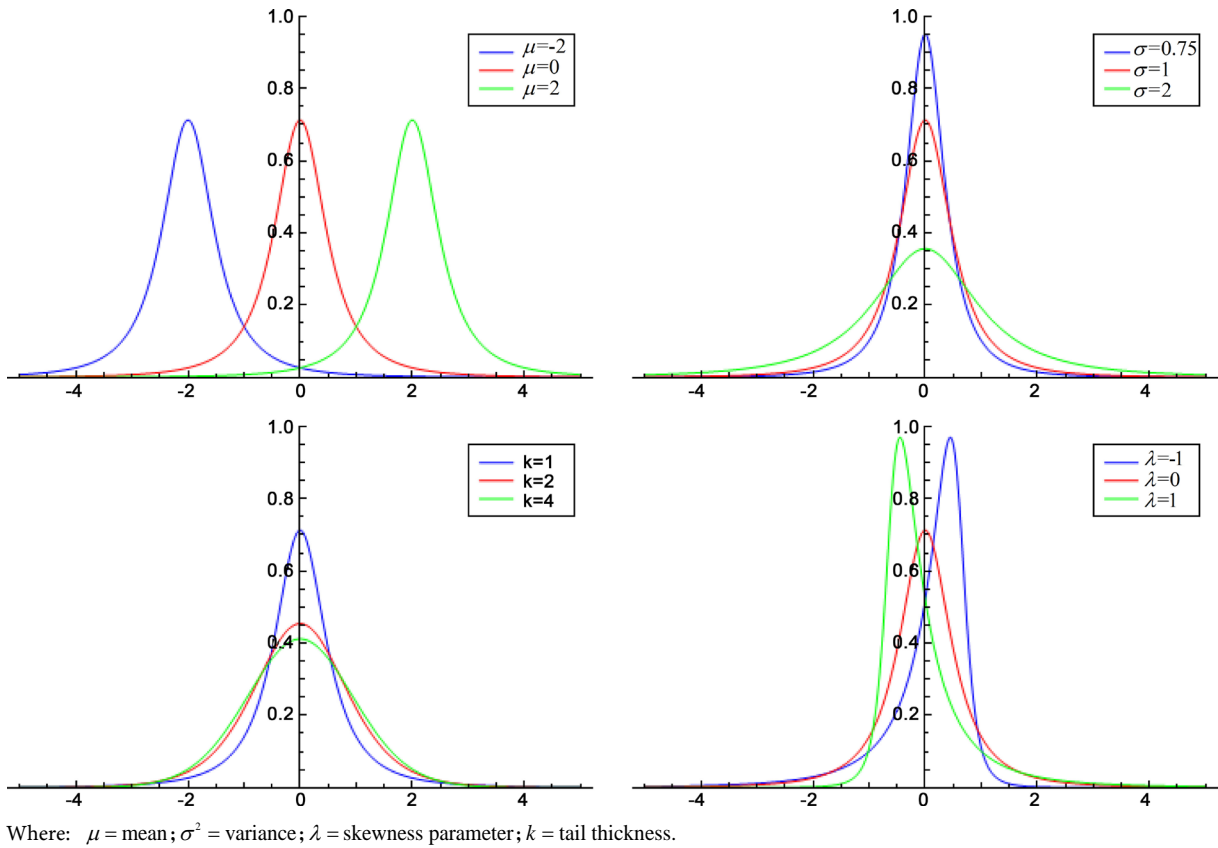 1.0
0.8
0.6
0.4
0.2
-4 -2 0 2 4
μ=-2
μ=0
μ=2
1.0
0.8
0.6
0.4
0.2
-4 -2 0 2 4
σ=0.75
σ=1
σ=2
1.0
0.8
0.6
0.4
0.2
-4 -2 0 2 4
k=1
k=2
k=4
1.0
0.8
0.6
0.4
0.2
-4 -2 0 2 4
λ=-1
λ=0
λ=1
Where: μ = mean; σ² = variance; λ = skewness parameter; k = tail thickness.